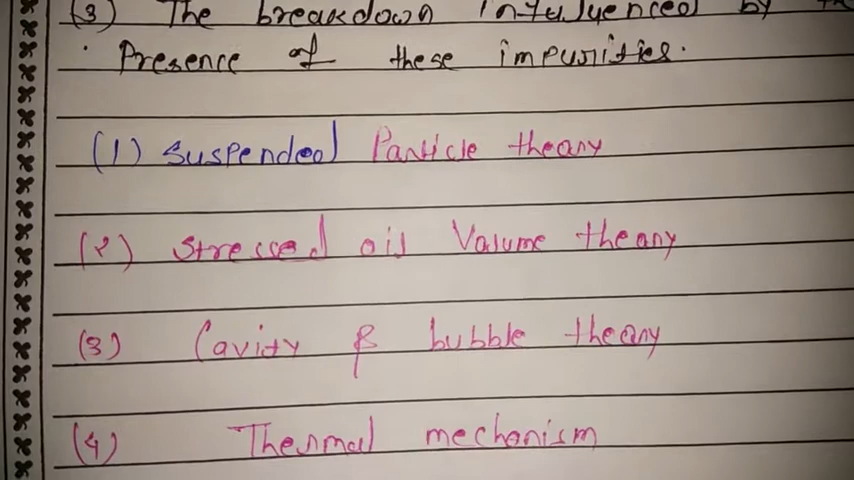 (3) The breakdown influenced by
Presence of these impurities.
(1) Suspended Particle theory
(2) Stressed oil Volume theory
(3) Cavity & bubble theory
(4) Thermal mechanism